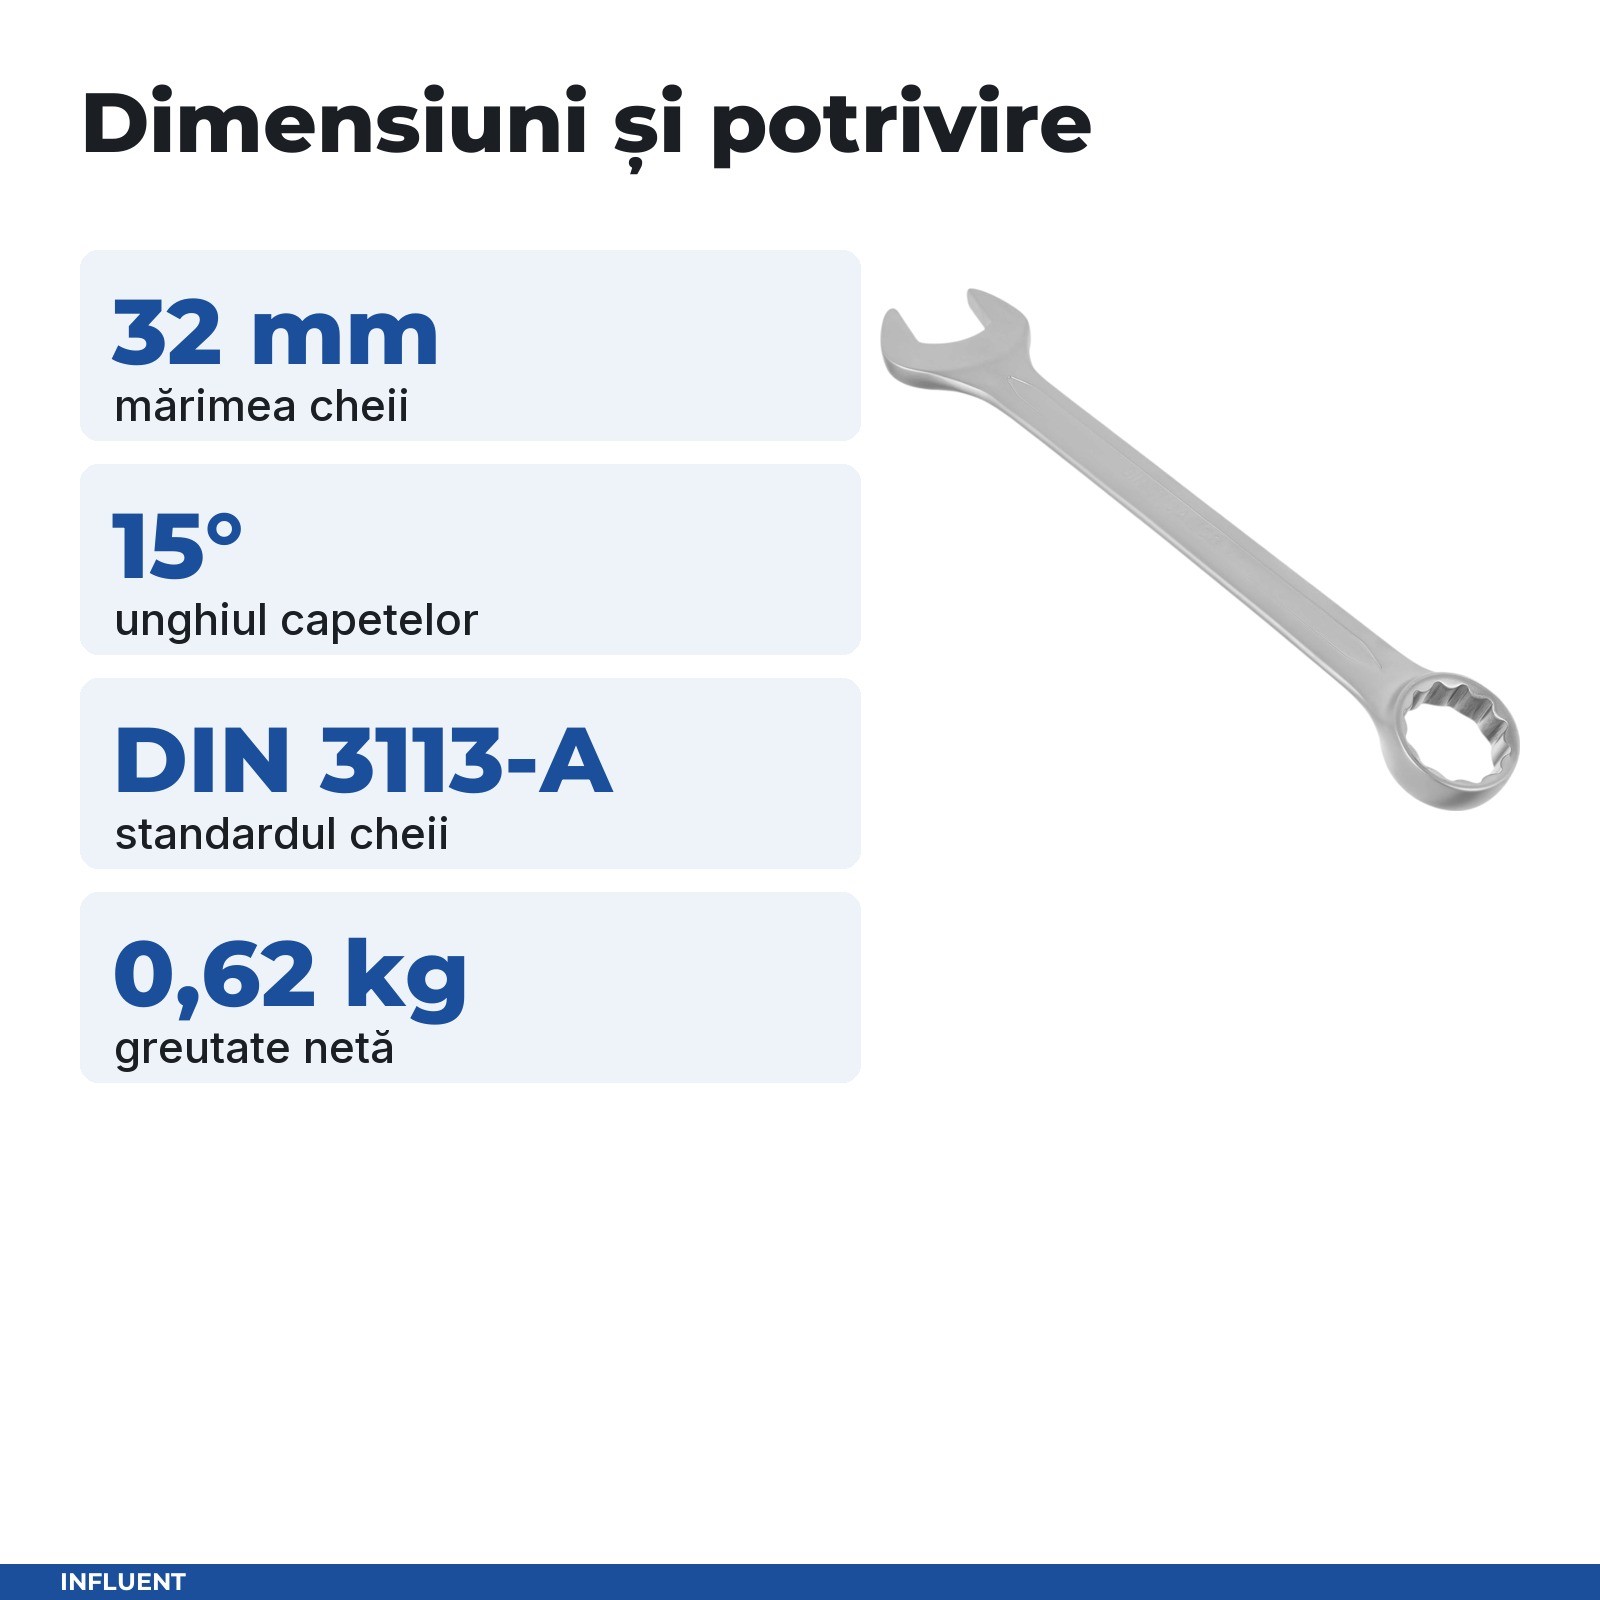 Dimensiuni și potrivire
32 mm
mărimea cheii
15°
unghiul capetelor
DIN 3113-A
standardul cheii
0,62 kg
greutate netă
INFLUENT